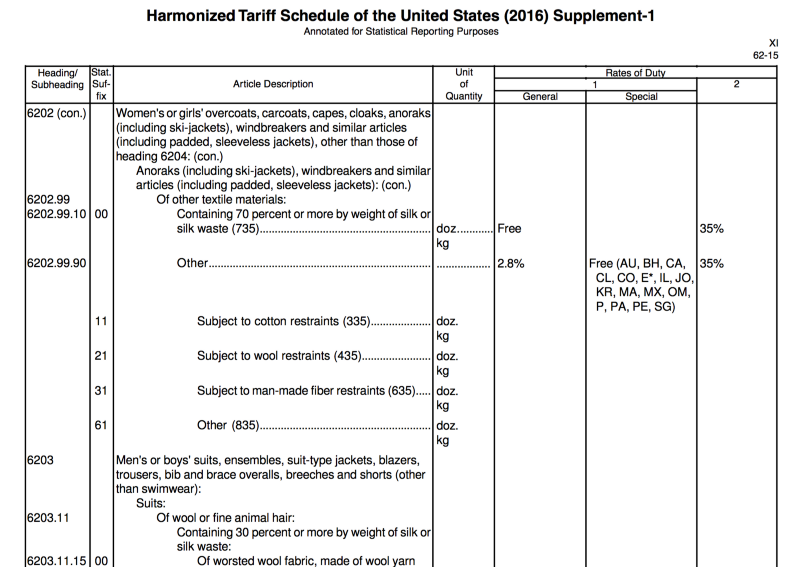 Harmonized Tariff Schedule of the United States (2016) Supplement-1
Annotated for Statistical Reporting Purposes
XI
62-15
Heading/ Stat. Unit Rates of Duty
Subheading Suf- Article Description of 1 2
fix Quantity General Special
6202 (con.) Women's or girls' overcoats, carcoats, capes, cloaks, anoraks
(including ski-jackets), windbreakers and similar articles
(including padded, sleeveless jackets), other than those of
heading 6204: (con.)
Anoraks (including ski-jackets), windbreakers and similar
articles (including padded, sleeveless jackets): (con.)
6202.99 Of other textile materials:
6202.99.10 00 Containing 70 percent or more by weight of silk or
silk waste (735)... doz... Free 35%
kg
6202.99.90 Other... ... 2.8% Free (AU, BH, CA, 35%
CL, CO, E*, IL, JO,
KR, MA, MX, OM,
P, PA, PE, SG)
11 Subject to cotton restraints (335)... doz.
kg
21 Subject to wool restraints (435)... doz.
kg
31 Subject to man-made fiber restraints (635)... doz.
kg
61 Other (835)... doz.
kg
6203 Men's or boys' suits, ensembles, suit-type jackets, blazers,
trousers, bib and brace overalls, breeches and shorts (other
than swimwear):
Suits:
6203.11 Of wool or fine animal hair:
Containing 30 percent or more by weight of silk or
silk waste:
6203.11.15 00 Of worsted wool fabric, made of wool yarn